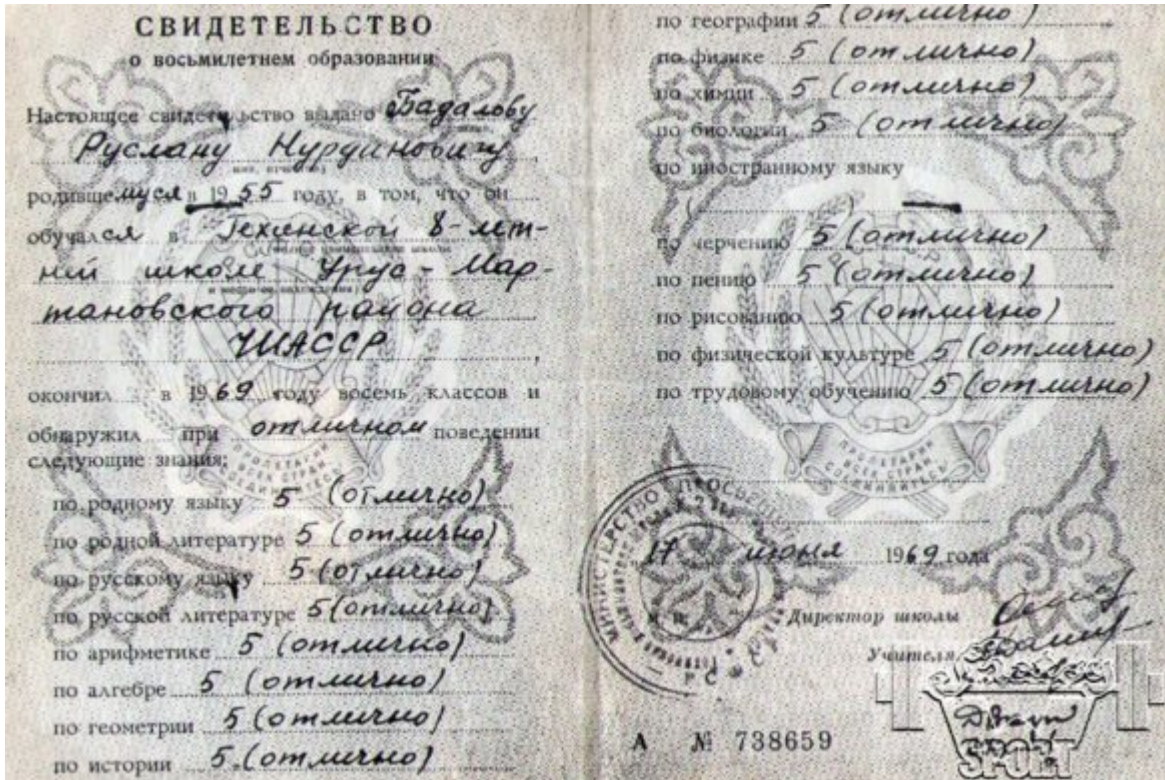 СВИДЕТЕЛЬСТВО
о восьмилетнем образовании
Настоящее свидетельство выдано Бадалову
Руслану Нурдиновичу
родившемуся в 1955 году, в том, что он
обучался в Гехинской 8-лет-
ней школе Урус-Мар-
тановского района
ЧИАССР
окончил в 1969 году восемь классов и
обнаружил при отличном поведении
следующие знания:
по родному языку 5 (отлично)
по родной литературе 5 (отлично)
по русскому языку 5 (отлично)
по русской литературе 5 (отлично)
по арифметике 5 (отлично)
по алгебре 5 (отлично)
по геометрии 5 (отлично)
по истории 5 (отлично)
по географии 5 (отлично)
по физике 5 (отлично)
по химии 5 (отлично)
по биологии 5 (отлично)
по иностранному языку
по черчению 5 (отлично)
по пению 5 (отлично)
по рисованию 5 (отлично)
по физической культуре 5 (отлично)
по трудовому обучению 5 (отлично)
МИНИСТЕРСТВО ПРОСВЕЩЕНИЯ
РСФСР
17 июня 1969 года
Директор школы
Учителя
А № 738659
SPORT